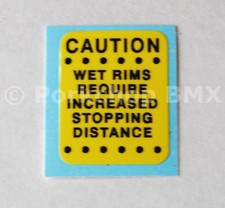 CAUTION
WET RIMS
REQUIRE
INCREASED
STOPPING
DISTANCE